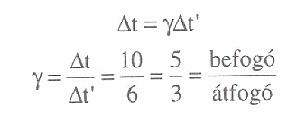 Δt = γΔt'
γ = Δt/Δt' = 10/6 = 5/3 = befogó/átfogó